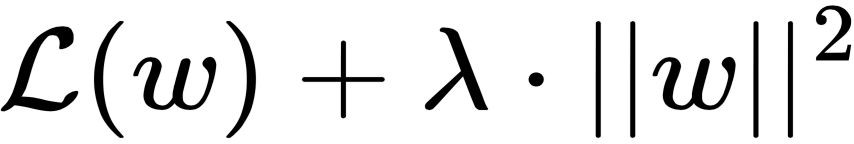 ℒ(w) + λ · ||w||²